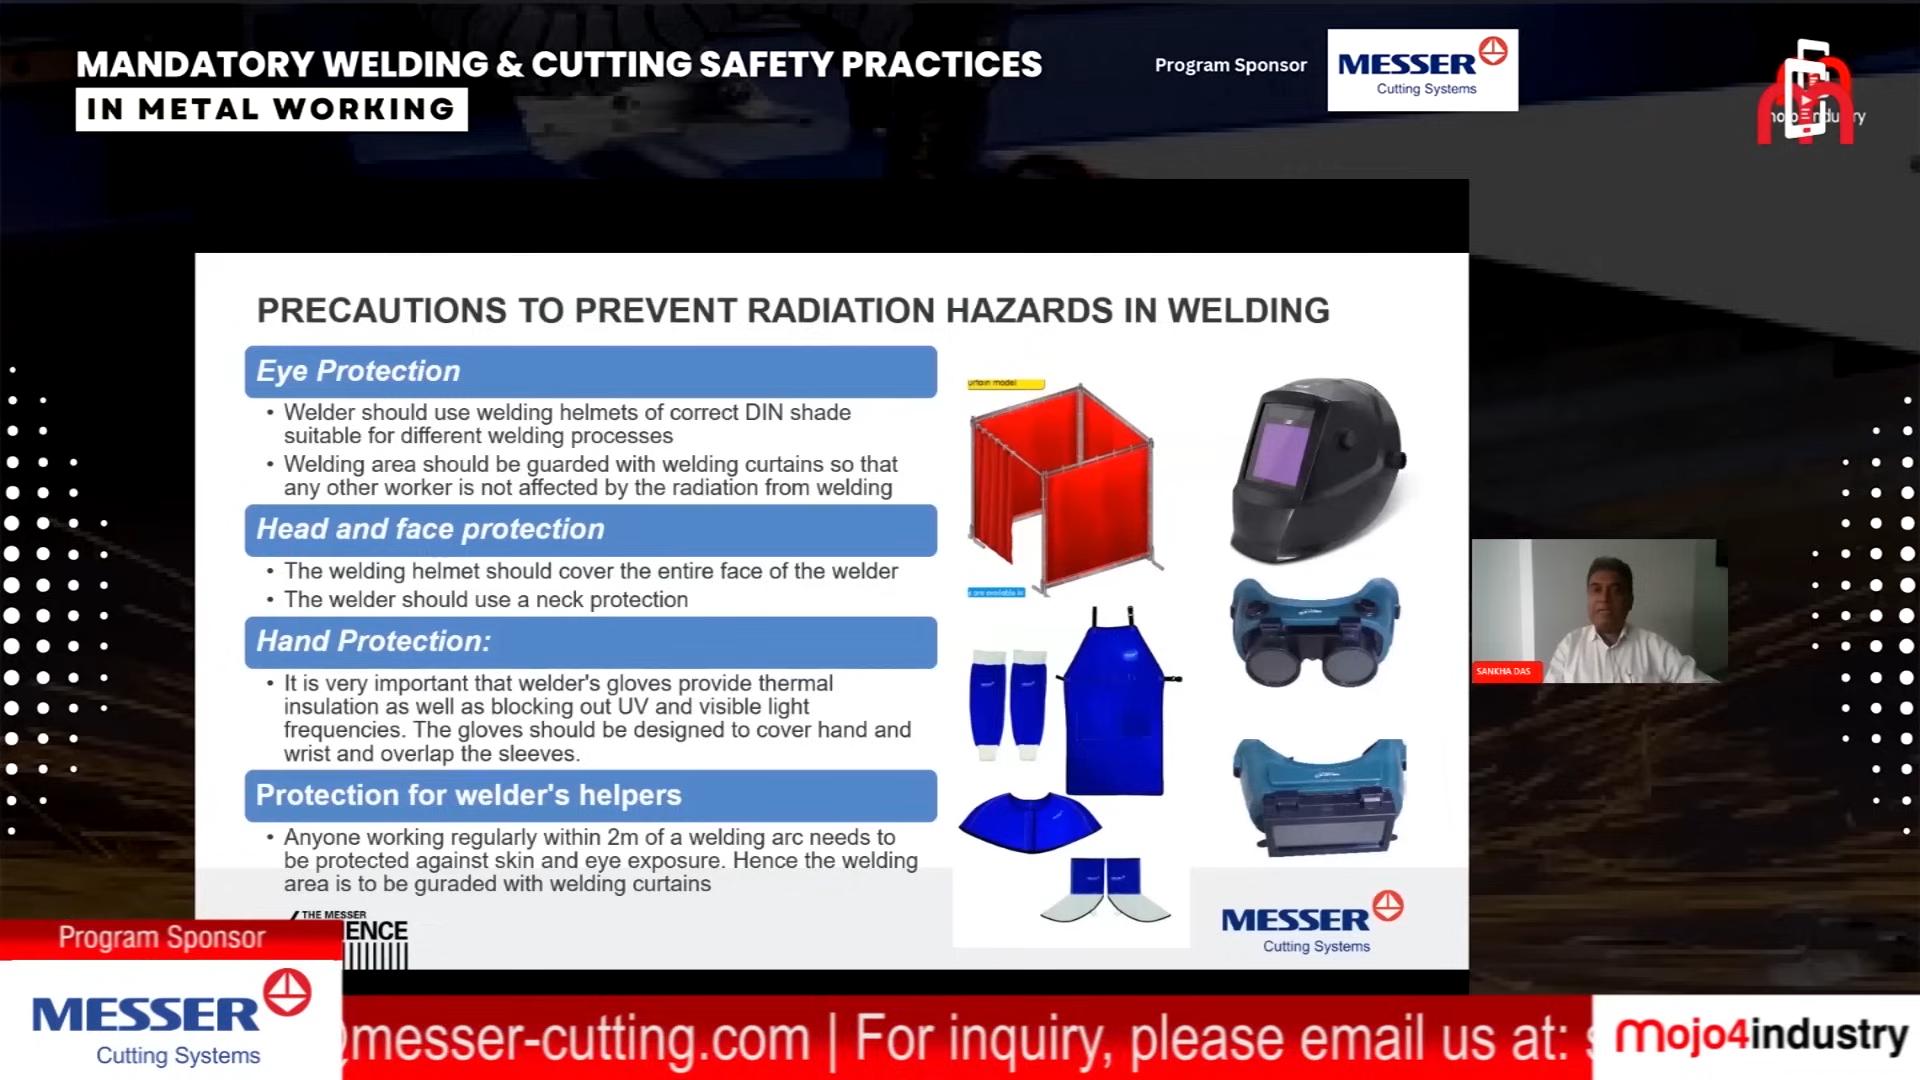 MANDATORY WELDING & CUTTING SAFETY PRACTICES
IN METAL WORKING
Program Sponsor
MESSER
Cutting Systems
PRECAUTIONS TO PREVENT RADIATION HAZARDS IN WELDING
Eye Protection
• Welder should use welding helmets of correct DIN shade
suitable for different welding processes
• Welding area should be guarded with welding curtains so that
any other worker is not affected by the radiation from welding
Head and face protection
• The welding helmet should cover the entire face of the welder
• The welder should use a neck protection
Hand Protection:
• It is very important that welder's gloves provide thermal
insulation as well as blocking out UV and visible light
frequencies. The gloves should be designed to cover hand and
wrist and overlap the sleeves.
Protection for welder's helpers
• Anyone working regularly within 2m of a welding arc needs to
be protected against skin and eye exposure. Hence the welding
area is to be guraded with welding curtains
urtain model
s are available in
SANKHA DAS
THE MESSER
ENCE
MESSER
Cutting Systems
Program Sponsor
MESSER
Cutting Systems
@messer-cutting.com | For inquiry, please email us at: s
mojo4industry